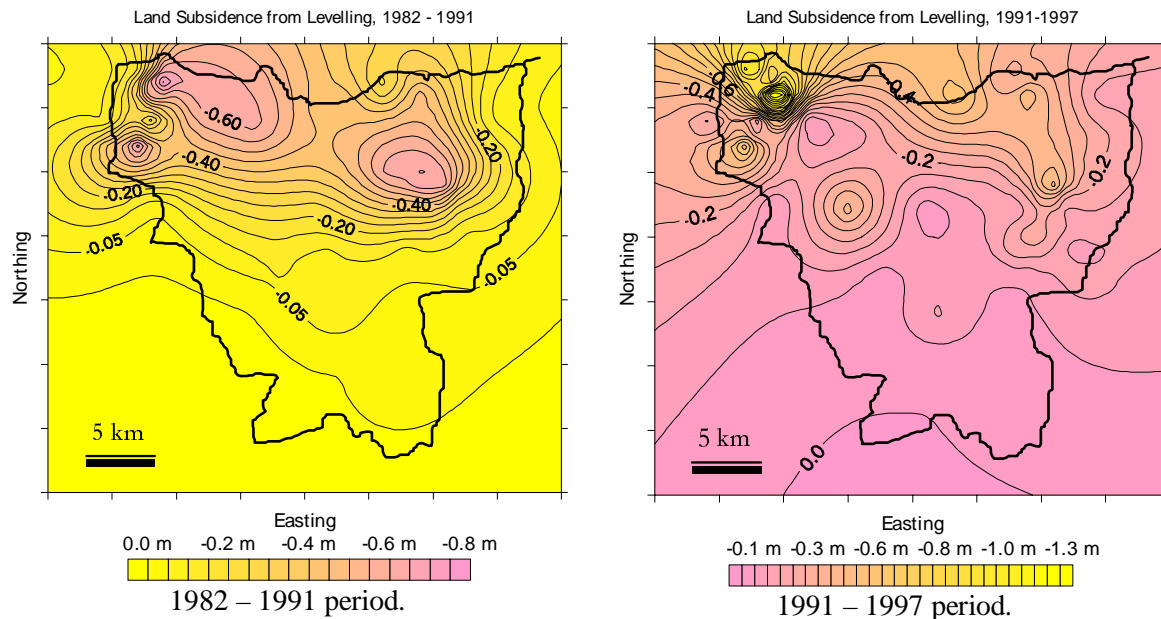 Land Subsidence from Levelling, 1982 - 1991
-0.60
-0.40
-0.20
-0.20
-0.40
-0.20
-0.05
-0.05
-0.05
Northing
5 km
Easting
0.0 m -0.2 m -0.4 m -0.6 m -0.8 m
1982 – 1991 period.
Land Subsidence from Levelling, 1991-1997
-0.6
-0.4
-0.4
-0.2
-0.2
-0.2
0.0
Northing
5 km
Easting
-0.1 m -0.3 m -0.6 m -0.8 m -1.0 m -1.3 m
1991 – 1997 period.